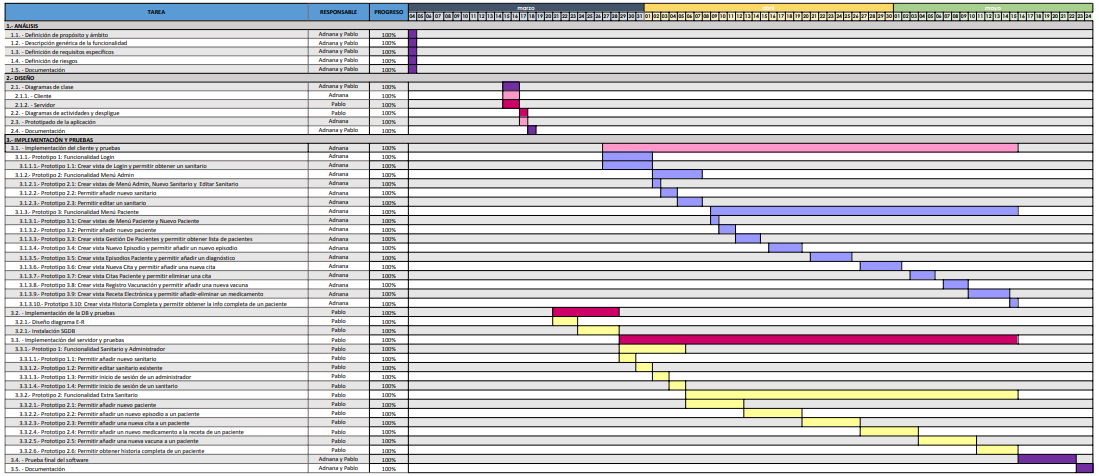 TAREA RESPONSABLE PROGRESO marzo abril mayo
04 05 06 07 08 09 10 11 12 13 14 15 16 17 18 19 20 21 22 23 24 25 26 27 28 29 30 31 01 02 03 04 05 06 07 08 09 10 11 12 13 14 15 16 17 18 19 20 21 22 23 24 25 26 27 28 29 30 01 02 03 04 05 06 07 08 09 10 11 12 13 14 15 16 17 18 19 20 21 22 23 24
1.- ANÁLISIS
1.1. - Definición de propósito y ámbito Adnana y Pablo 100%
1.2. - Descripción genérica de la funcionalidad Adnana y Pablo 100%
1.3. - Definición de requisitos específicos Adnana y Pablo 100%
1.4. - Definición de riesgos Adnana y Pablo 100%
1.5. - Documentación Adnana y Pablo 100%
2.- DISEÑO
2.1. - Diagramas de clase Adnana y Pablo 100%
2.1.1. - Cliente Adnana 100%
2.1.2. - Servidor Pablo 100%
2.2. - Diagramas de actividades y despligue Pablo 100%
2.3. - Prototipado de la aplicación Adnana 100%
2.4. - Documentación Adnana y Pablo 100%
3.- IMPLEMENTACIÓN Y PRUEBAS
3.1. - Implementación del cliente y pruebas Adnana 100%
3.1.1.- Prototipo 1: Funcionalidad Login Adnana 100%
3.1.1.1.- Prototipo 1.1: Crear vista de Login y permitir obtener un sanitario Adnana 100%
3.1.2.- Prototipo 2: Funcionalidad Menú Admin Adnana 100%
3.1.2.1.- Prototipo 2.1: Crear vistas de Menú Admin, Nuevo Sanitario y Editar Sanitario Adnana 100%
3.1.2.2.- Prototipo 2.2: Permitir añadir nuevo sanitario Adnana 100%
3.1.2.3.- Prototipo 2.3: Permitir editar un sanitario Adnana 100%
3.1.3.- Prototipo 3: Funcionalidad Menú Paciente Adnana 100%
3.1.3.1.- Prototipo 3.1: Crear vistas de Menú Paciente y Nuevo Paciente Adnana 100%
3.1.3.2.- Prototipo 3.2: Permitir añadir nuevo paciente Adnana 100%
3.1.3.3.- Prototipo 3.3: Crear vista Gestión De Pacientes y permitir obtener lista de pacientes Adnana 100%
3.1.3.4.- Prototipo 3.4: Crear vista Nuevo Episodio y permitir añadir un nuevo episodio Adnana 100%
3.1.3.5.- Prototipo 3.5: Crear vista Episodios Paciente y permitir añadir un diagnóstico Adnana 100%
3.1.3.6.- Prototipo 3.6: Crear vista Nueva Cita y permitir añadir una nueva cita Adnana 100%
3.1.3.7.- Prototipo 3.7: Crear vista Citas Paciente y permitir eliminar una cita Adnana 100%
3.1.3.8.- Prototipo 3.8: Crear vista Registro Vacunación y permitir añadir una nueva vacuna Adnana 100%
3.1.3.9.- Prototipo 3.9: Crear vista Receta Electrónica y permitir añadir-eliminar un medicamento Adnana 100%
3.1.3.10.- Prototipo 3.10: Crear vista Historia Completa y permitir obtener la info completa de un paciente Adnana 100%
3.2. - Implementación de la DB y pruebas Pablo 100%
3.2.1.- Diseño diagrama E-R Pablo 100%
3.2.1.- Instalación SGDB Pablo 100%
3.3. - Implementación del servidor y pruebas Pablo 100%
3.3.1.- Prototipo 1: Funcionalidad Sanitario y Administrador Pablo 100%
3.3.1.1.- Prototipo 1.1: Permitir añadir nuevo sanitario Pablo 100%
3.3.1.2.- Prototipo 1.2: Permitir editar sanitario existente Pablo 100%
3.3.1.3.- Prototipo 1.3: Permitir inicio de sesión de un administrador Pablo 100%
3.3.1.4.- Prototipo 1.4: Permitir inicio de sesión de un sanitario Pablo 100%
3.3.2.- Prototipo 2: Funcionalidad Extra Sanitario Pablo 100%
3.3.2.1.- Prototipo 2.1: Permitir añadir nuevo paciente Pablo 100%
3.3.2.2.- Prototipo 2.2: Permitir añadir un nuevo episodio a un paciente Pablo 100%
3.3.2.3.- Prototipo 2.3: Permitir añadir una nueva cita a un paciente Pablo 100%
3.3.2.4.- Prototipo 2.4: Permitir añadir un nuevo medicamento a la receta de un paciente Pablo 100%
3.3.2.5.- Prototipo 2.5: Permitir añadir una nueva vacuna a un paciente Pablo 100%
3.3.2.6.- Prototipo 2.6: Permitir obtener historia completa de un paciente Pablo 100%
3.4. - Prueba final del software Adnana y Pablo 100%
3.5. - Documentación Adnana y Pablo 100%